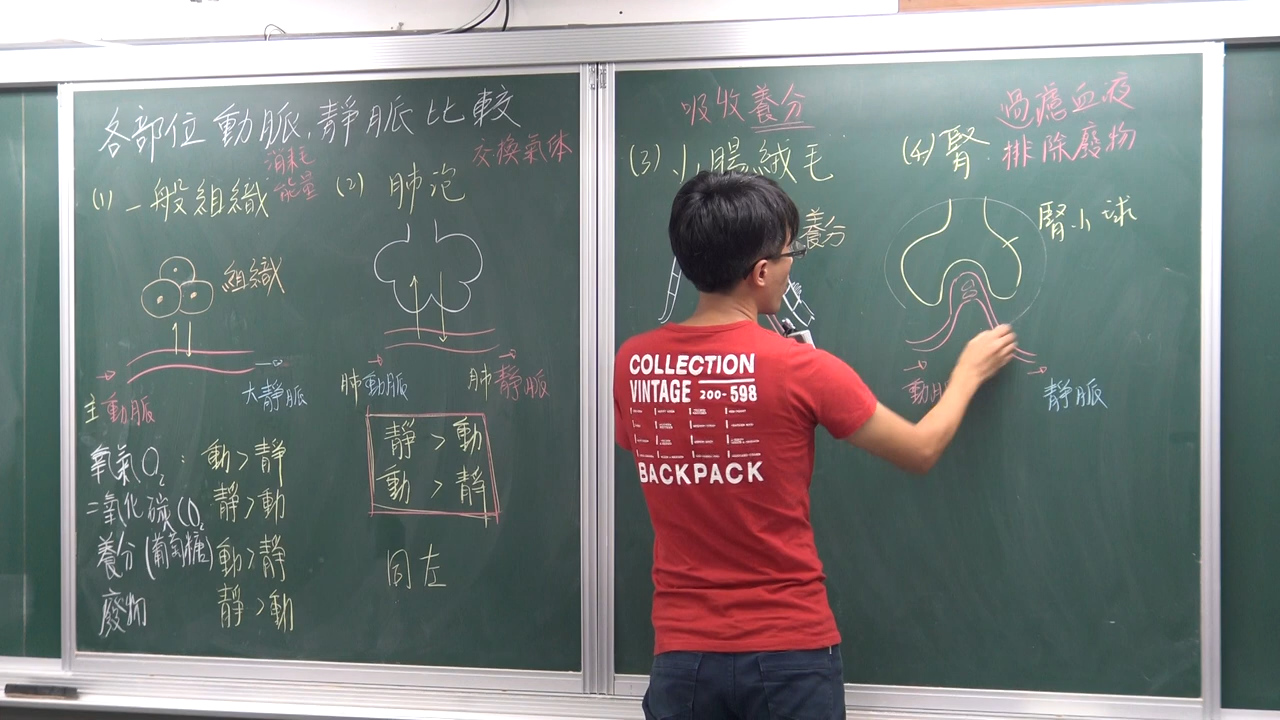 各部位動脈.靜脈比較
(1) 一般組織
消耗
能量
組織
主動脈
大靜脈
氧氣O₂ : 動>靜
二氧化碳CO₂ 靜>動
養分(葡萄糖) 動>靜
廢物 靜>動
(2) 肺泡
交換氣体
肺動脈
肺靜脈
靜>動
動>靜
同左
吸收養分
(3) 小腸絨毛
養分
(4) 腎
過濾血液
排除廢物
腎小球
動脈
靜脈
COLLECTION
VINTAGE 200-598
BACKPACK